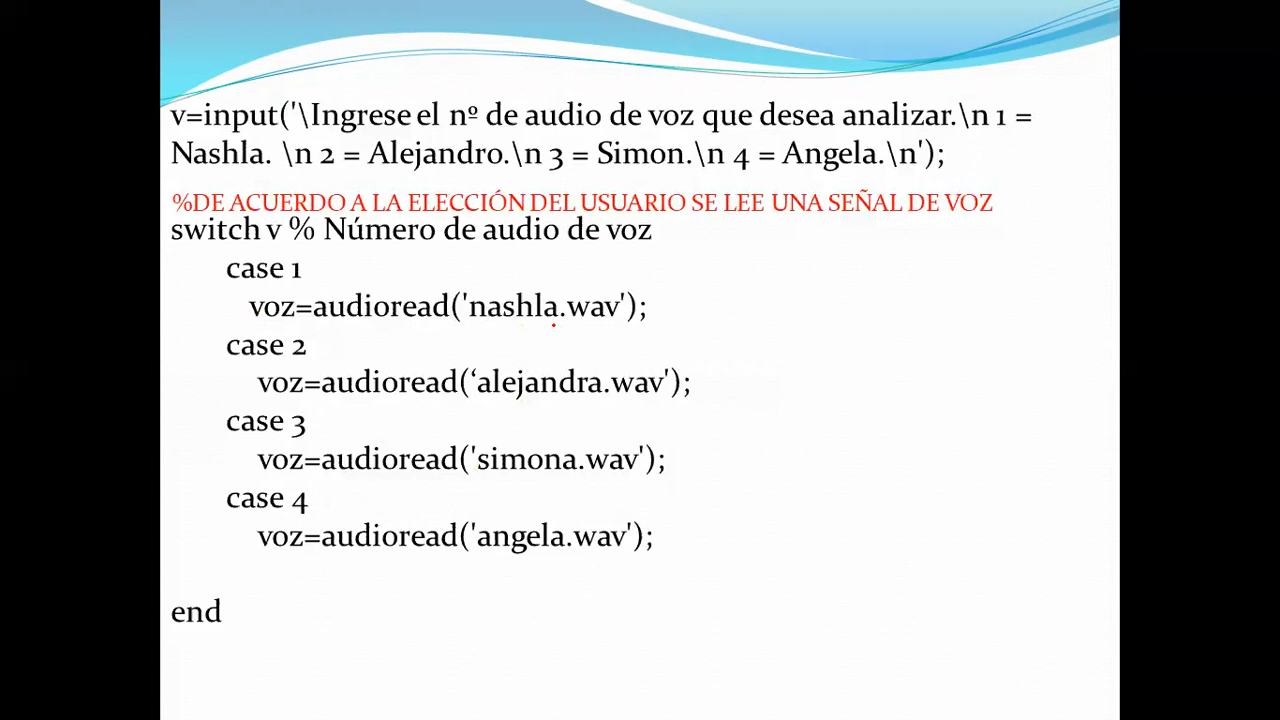 v=input('\Ingrese el nº de audio de voz que desea analizar.\n 1 =
Nashla. \n 2 = Alejandro.\n 3 = Simon.\n 4 = Angela.\n');
%DE ACUERDO A LA ELECCIÓN DEL USUARIO SE LEE UNA SEÑAL DE VOZ
switch v % Número de audio de voz
case 1
voz=audioread('nashla.wav');
case 2
voz=audioread(‘alejandra.wav');
case 3
voz=audioread('simona.wav');
case 4
voz=audioread('angela.wav');
end